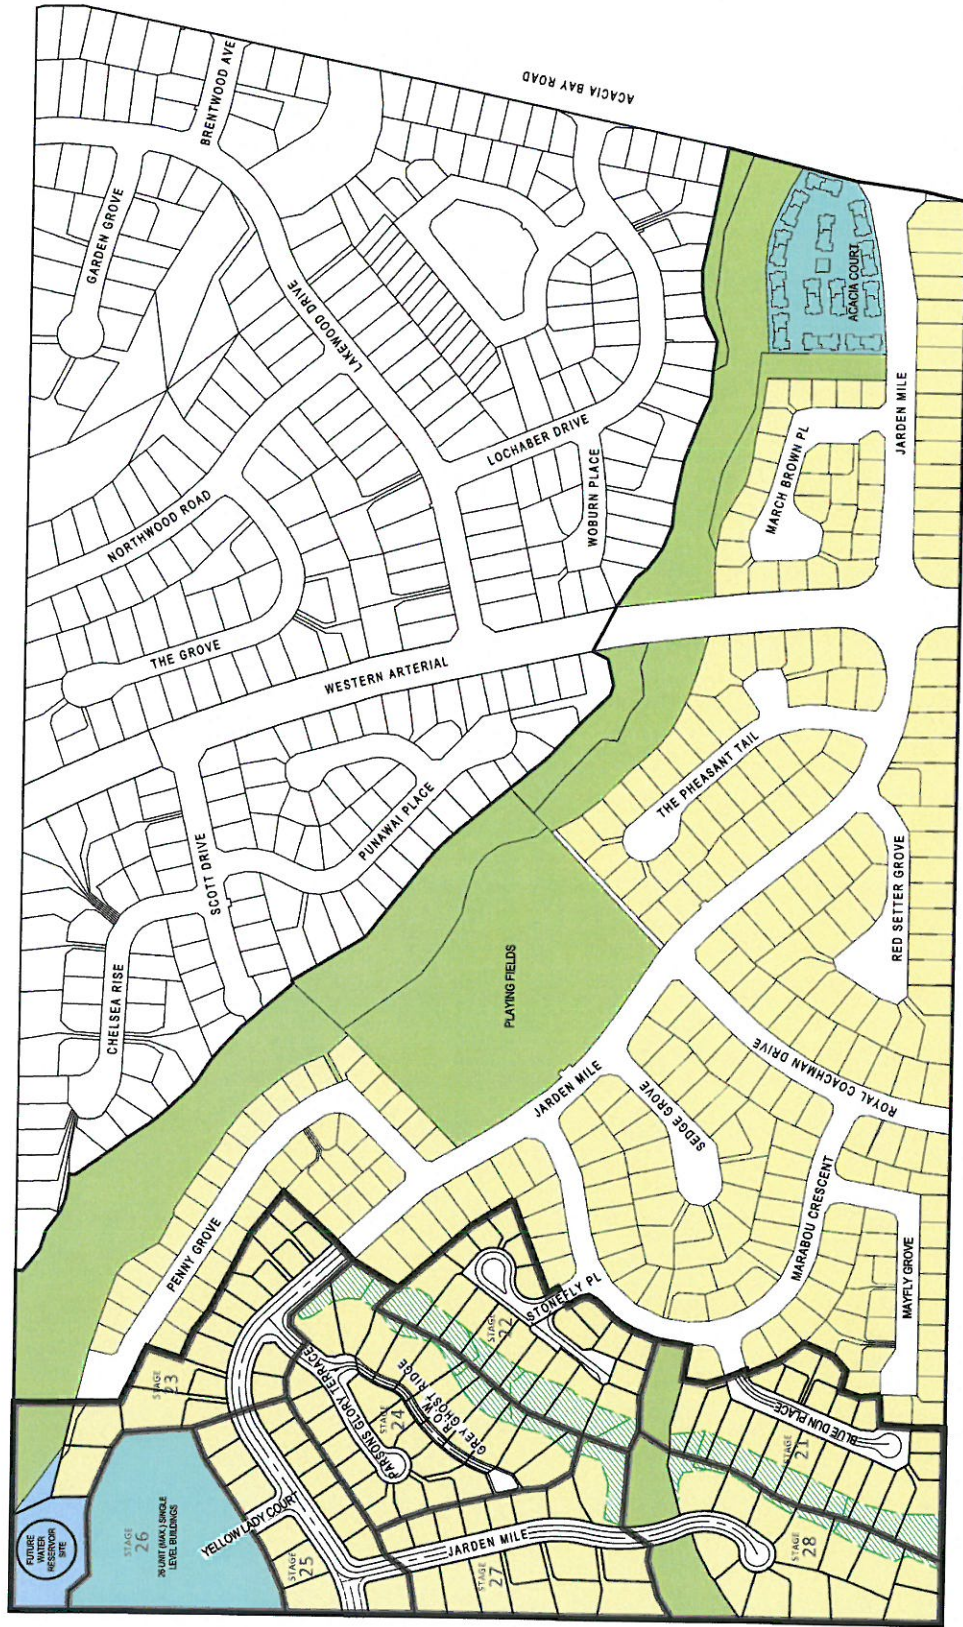 BRENTWOOD AVE
ACACIA BAY ROAD
GARDEN GROVE
LAKEWOOD DRIVE
ACACIA COURT
JARDEN MILE
LOCHABER DRIVE
MARCH BROWN PL
WOBURN PLACE
NORTHWOOD ROAD
THE GROVE
WESTERN ARTERIAL
THE PHEASANT TAIL
PUNAWAI PLACE
SCOTT DRIVE
RED SETTER GROVE
CHELSEA RISE
PLAYING FIELDS
ROYAL COACHMAN DRIVE
JARDEN MILE
SEDGE GROVE
MARABOU CRESCENT
PENNY GROVE
MAYFLY GROVE
STONEFLY PL
STAGE
22
STAGE
23
PARSONS GLORY TERRACE
STAGE
24
R.O.W
GREY GHOST RIDGE
BLUE DUN PLACE
STAGE
21
FUTURE
WATER
RESERVOIR
SITE
STAGE
26
26 UNIT (MAX.) SINGLE
LEVEL BUILDINGS
YELLOW LADY COURT
STAGE
25
JARDEN MILE
STAGE
27
STAGE
28